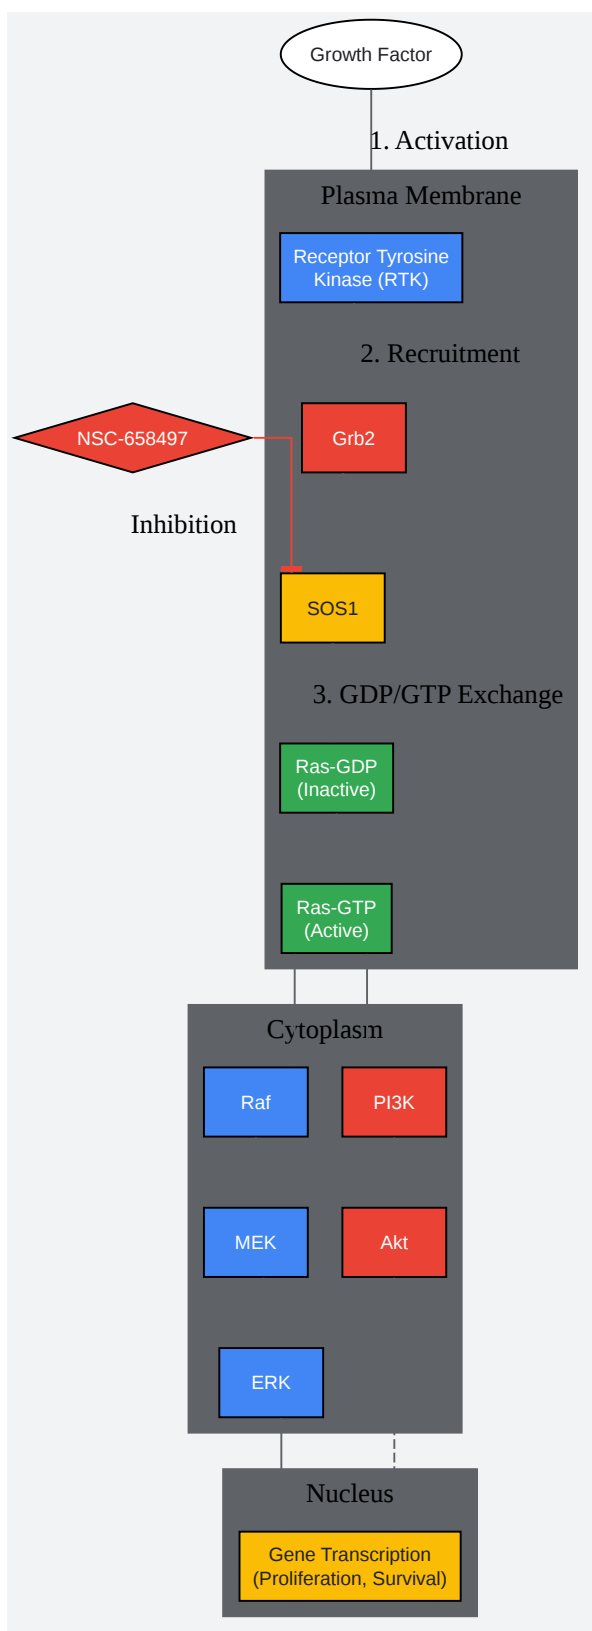 Growth Factor
1. Activation
Plasma Membrane
Receptor Tyrosine
Kinase (RTK)
2. Recruitment
NSC-658497
Grb2
Inhibition
SOS1
3. GDP/GTP Exchange
Ras-GDP
(Inactive)
Ras-GTP
(Active)
Cytoplasm
Raf
PI3K
MEK
Akt
ERK
Nucleus
Gene Transcription
(Proliferation, Survival)